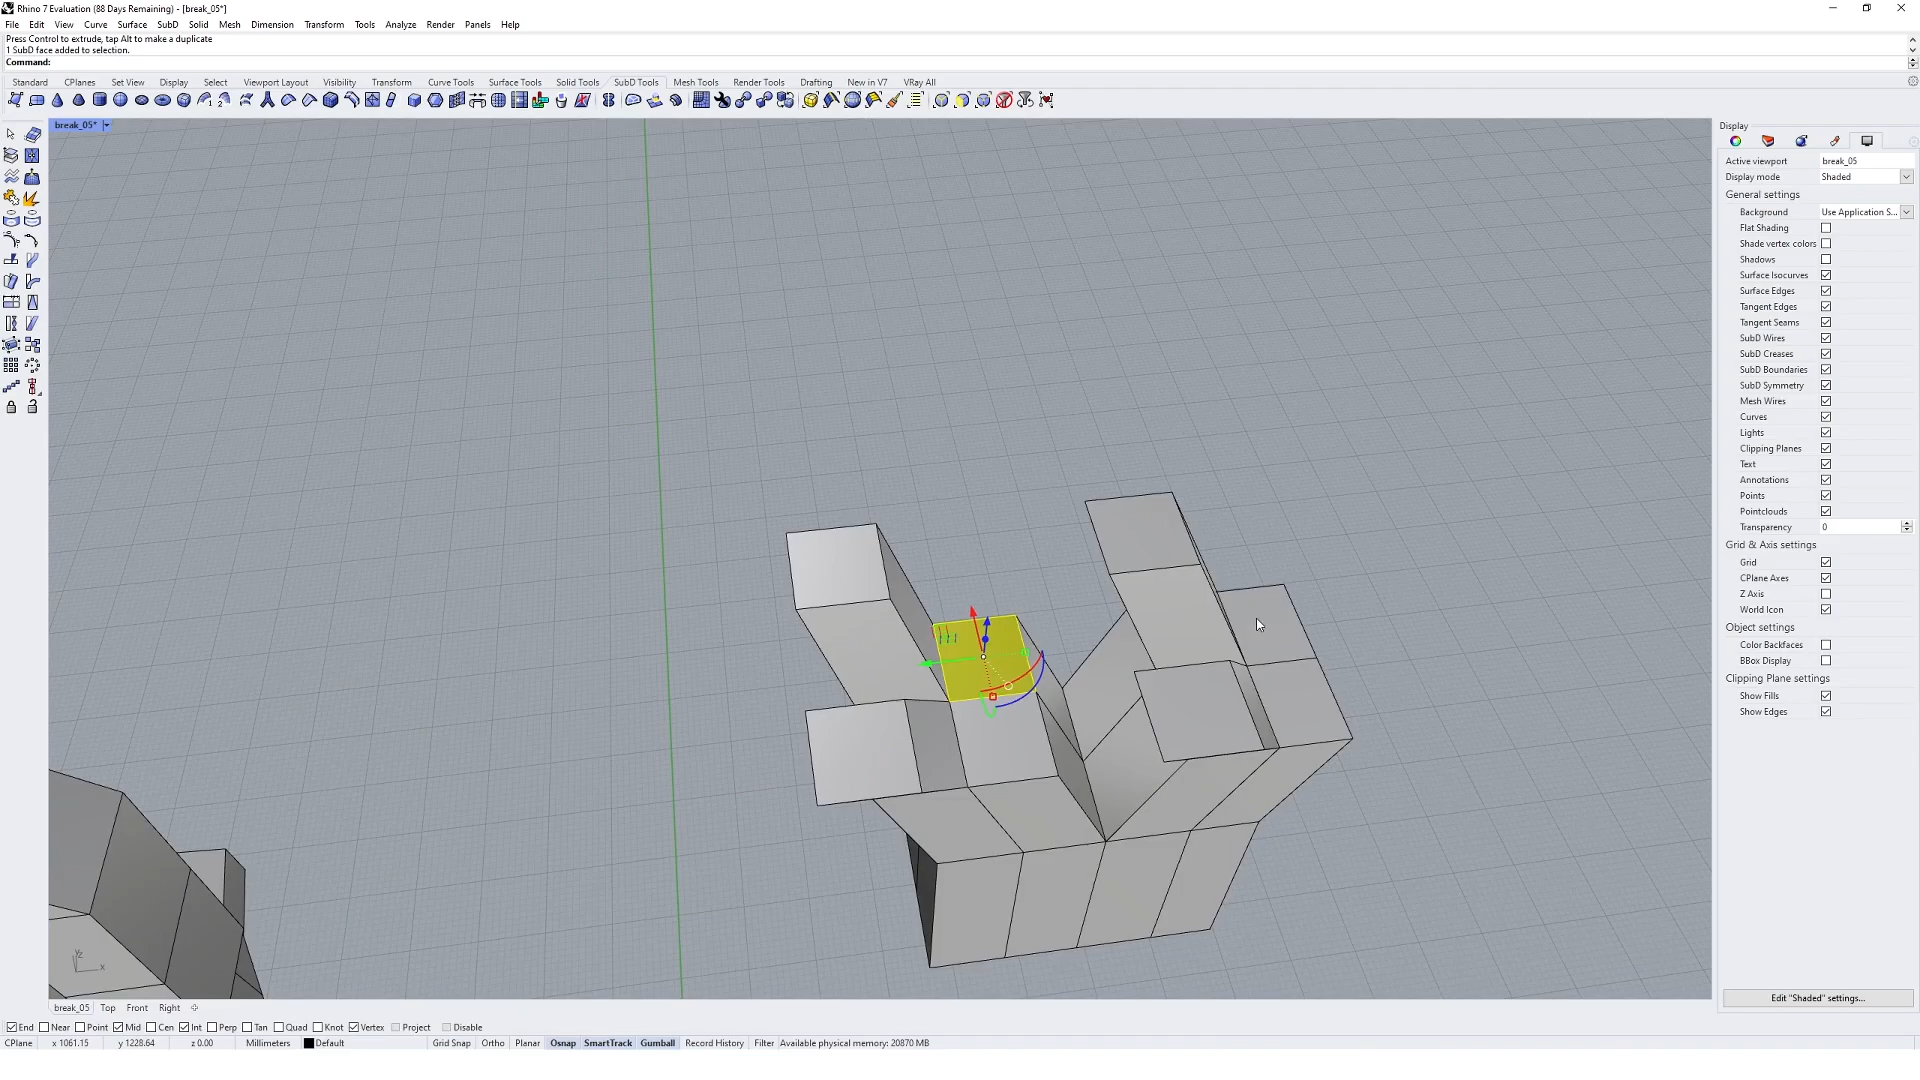 Rhino 7 Evaluation (88 Days Remaining) - [break_05*]
File Edit View Curve Surface SubD Solid Mesh Dimension Transform Tools Analyze Render Panels Help
Press Control to extrude, tap Alt to make a duplicate
1 SubD face added to selection.
Command:
Standard CPlanes Set View Display Select Viewport Layout Visibility Transform Curve Tools Surface Tools Solid Tools SubD Tools Mesh Tools Render Tools Drafting New in V7 VRay All
break_05*
Display
Active viewport break_05
Display mode Shaded
General settings
Background Use Application S...
Flat Shading
Shade vertex colors
Shadows
Surface Isocurves
Surface Edges
Tangent Edges
Tangent Seams
SubD Wires
SubD Creases
SubD Boundaries
SubD Symmetry
Mesh Wires
Curves
Lights
Clipping Planes
Text
Annotations
Points
Pointclouds
Transparency 0
Grid & Axis settings
Grid
CPlane Axes
Z Axis
World Icon
Object settings
Color Backfaces
BBox Display
Clipping Plane settings
Show Fills
Show Edges
Edit "Shaded" settings...
y z x
break_05 Top Front Right
End Near Point Mid Cen Int Perp Tan Quad Knot Vertex Project Disable
CPlane x 1061.15 y 1228.64 z 0.00 Millimeters Default Grid Snap Ortho Planar Osnap SmartTrack Gumball Record History Filter Available physical memory: 20870 MB